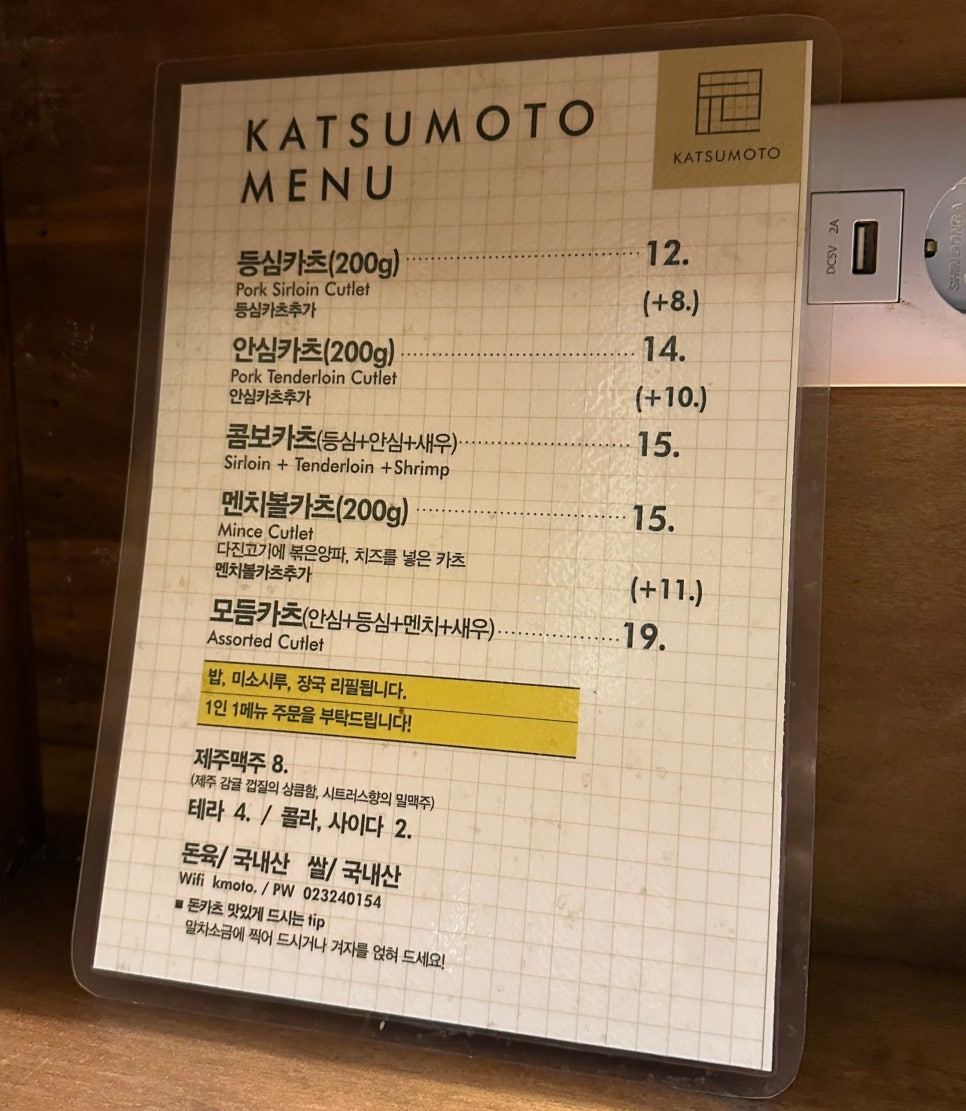 KATSUMOTO
MENU
KATSUMOTO
등심카츠(200g) 12.
Pork Sirloin Cutlet
등심카츠추가 (+8.)
안심카츠(200g) 14.
Pork Tenderloin Cutlet
안심카츠추가 (+10.)
콤보카츠(등심+안심+새우) 15.
Sirloin + Tenderloin +Shrimp
멘치볼카츠(200g) 15.
Mince Cutlet
다진고기에 볶은양파, 치즈를 넣은 카츠
멘치볼카츠추가 (+11.)
모듬카츠(안심+등심+멘치+새우) 19.
Assorted Cutlet
밥, 미소시루, 장국 리필됩니다.
1인 1메뉴 주문을 부탁드립니다!
제주맥주 8.
(제주 감귤 껍질의 상큼함, 시트러스향의 밀맥주)
테라 4. / 콜라, 사이다 2.
돈육/ 국내산 쌀/ 국내산
Wifi kmoto. / PW 023240154
■ 돈카츠 맛있게 드시는 tip
말차소금에 찍어 드시거나 겨자를 얹혀 드세요!
DC5V 2A
SHIN DONG A